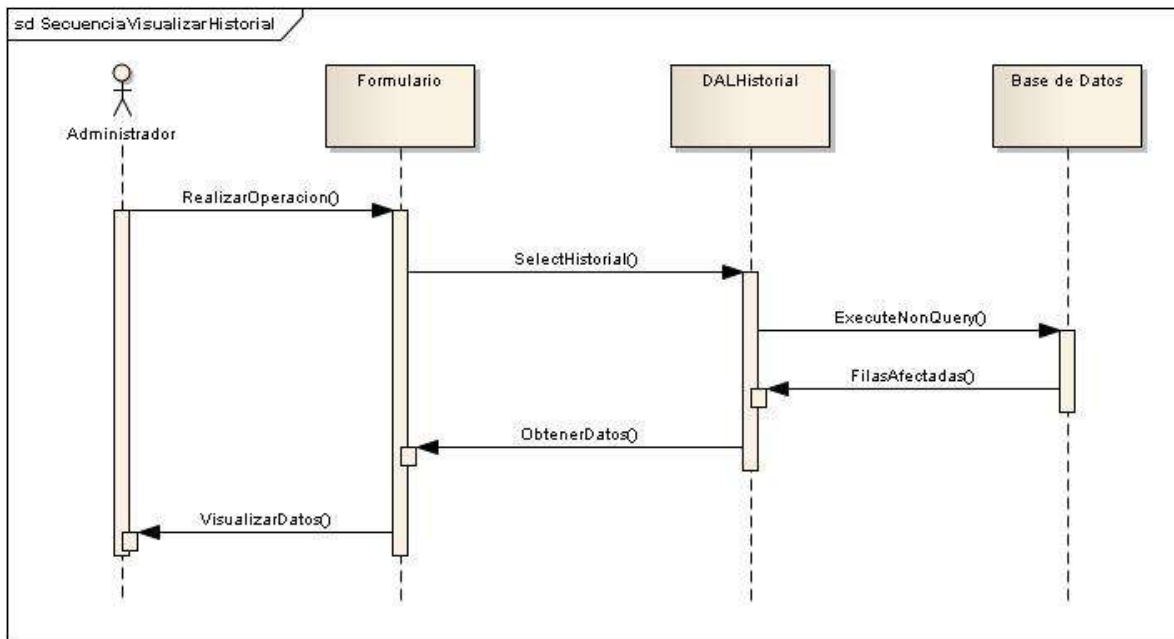 sd SecuenciaVisualizarHistorial
Administrador
Formulario
DALHistorial
Base de Datos
RealizarOperacion()
SelectHistorial()
ExecuteNonQuery()
FilasAfectadas()
ObtenerDatos()
VisualizarDatos()